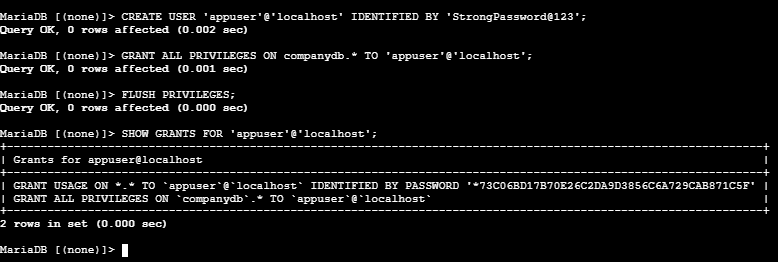 MariaDB [(none)]> CREATE USER 'appuser'@'localhost' IDENTIFIED BY 'StrongPassword@123';
Query OK, 0 rows affected (0.002 sec)
MariaDB [(none)]> GRANT ALL PRIVILEGES ON companydb.* TO 'appuser'@'localhost';
Query OK, 0 rows affected (0.001 sec)
MariaDB [(none)]> FLUSH PRIVILEGES;
Query OK, 0 rows affected (0.000 sec)
MariaDB [(none)]> SHOW GRANTS FOR 'appuser'@'localhost';
+--------------------------------------------------------------------------------------------------------------+
| Grants for appuser@localhost |
+--------------------------------------------------------------------------------------------------------------+
| GRANT USAGE ON *.* TO `appuser`@`localhost` IDENTIFIED BY PASSWORD '*73C06BD17B70E26C2DA9D3856C6A729CAB871C5F' |
| GRANT ALL PRIVILEGES ON `companydb`.* TO `appuser`@`localhost` |
+--------------------------------------------------------------------------------------------------------------+
2 rows in set (0.000 sec)
MariaDB [(none)]>